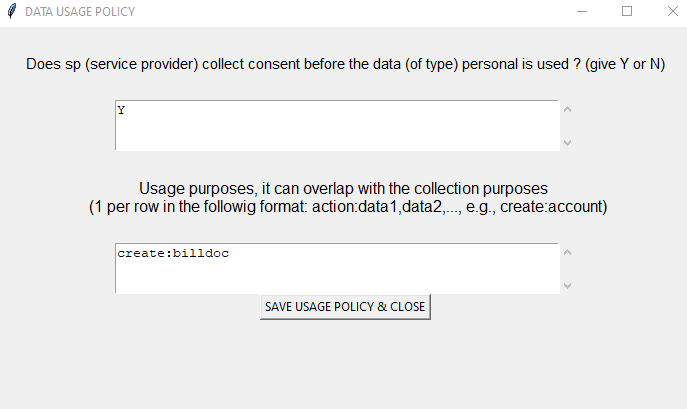 DATA USAGE POLICY
Does sp (service provider) collect consent before the data (of type) personal is used ? (give Y or N)
Y
Usage purposes, it can overlap with the collection purposes
(1 per row in the followig format: action:data1,data2,..., e.g., create:account)
create:billdoc
SAVE USAGE POLICY & CLOSE